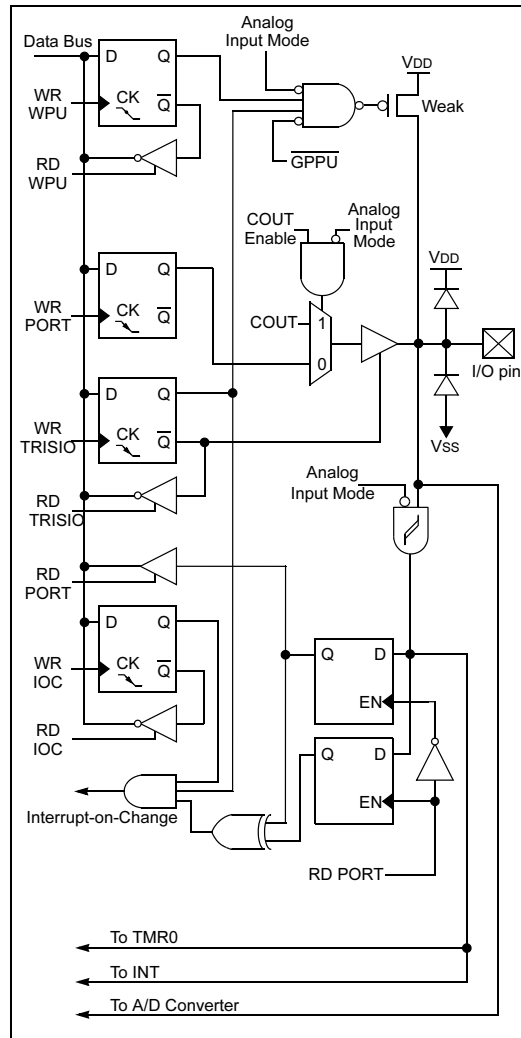 Data Bus
Analog
Input Mode
D Q
VDD
WR
WPU
CK
Q
Weak
RD
WPU
GPPU
COUT
Enable
Analog
Input
Mode
D Q
VDD
WR
PORT
CK
Q
COUT
1
0
I/O pin
D Q
WR
TRISIO
CK
Q
VSS
RD
TRISIO
Analog
Input Mode
RD
PORT
D Q
WR
IOC
CK
Q
Q D
EN
RD
IOC
Q D
EN
Interrupt-on-Change
RD PORT
To TMR0
To INT
To A/D Converter